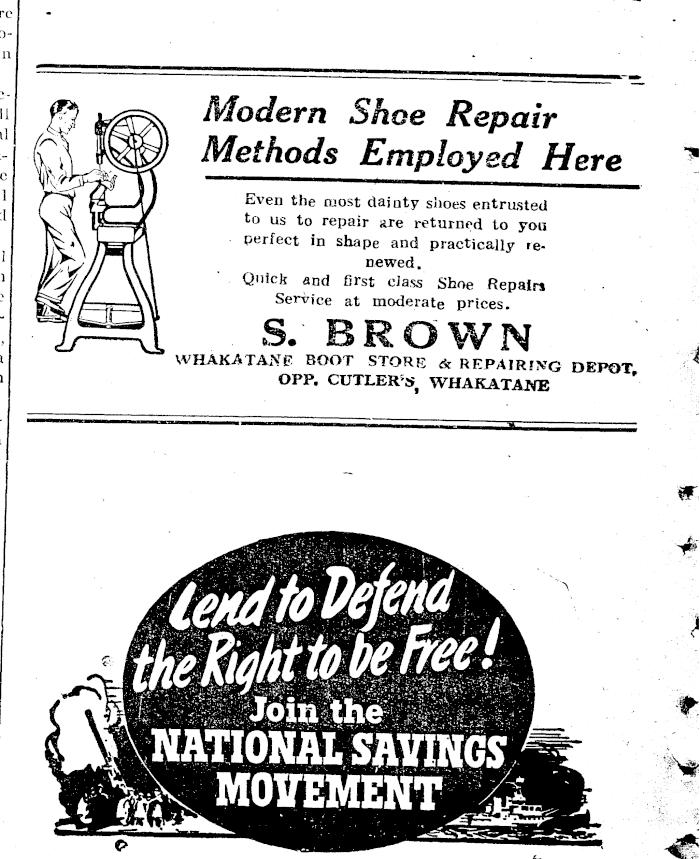 Modern Shoe Repair
Methods Employed Here
Even the most dainty shoes entrusted
to us to repair are returned to you
perfect in shape and practically re-
newed.
Quick and first class Shoe Repairs
Service at moderate prices.
S. BROWN
WHAKATANE BOOT STORE & REPAIRING DEPOT,
OPP. CUTLER'S, WHAKATANE
Lend to Defend
the Right to be Free!
Join the
NATIONAL SAVINGS
MOVEMENT